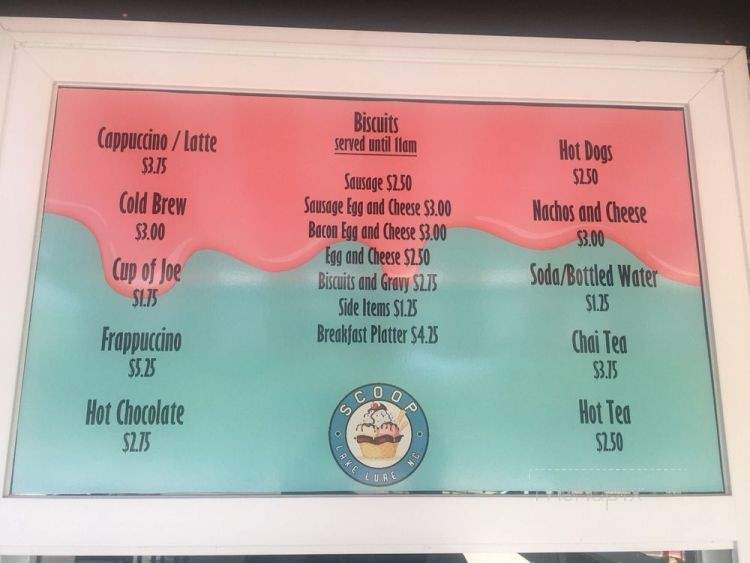 Cappuccino / Latte
$3.75
Cold Brew
$3.00
Cup of Joe
$1.75
Frappuccino
$5.25
Hot Chocolate
$2.75
Biscuits
served until 11am
Sausage $2.50
Sausage Egg and Cheese $3.00
Bacon Egg and Cheese $3.00
Egg and Cheese $2.50
Biscuits and Gravy $2.75
Side Items $1.25
Breakfast Platter $4.25
SCOOP
LAKE LURE NC
Hot Dogs
$2.50
Nachos and Cheese
$3.00
Soda/Bottled Water
$1.25
Chai Tea
$3.75
Hot Tea
$2.50